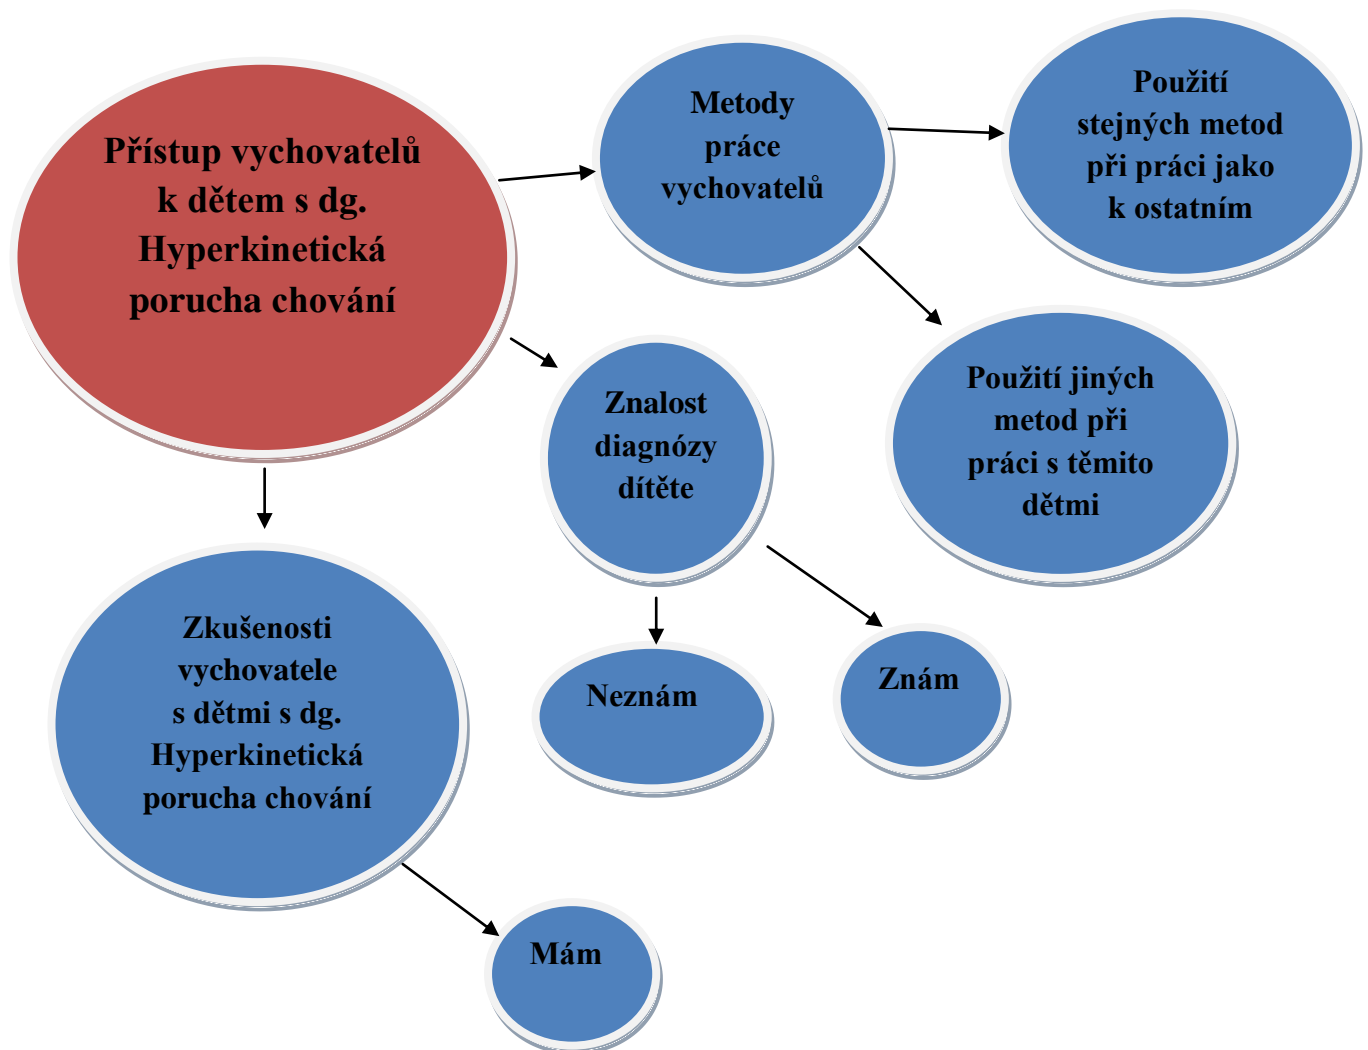 Přístup vychovatelů
k dětem s dg.
Hyperkinetická
porucha chování
Metody
práce
vychovatelů
Použití
stejných metod
při práci jako
k ostatním
Použití jiných
metod při
práci s těmito
dětmi
Znalost
diagnózy
dítěte
Neznám
Znám
Zkušenosti
vychovatele
s dětmi s dg.
Hyperkinetická
porucha chování
Mám